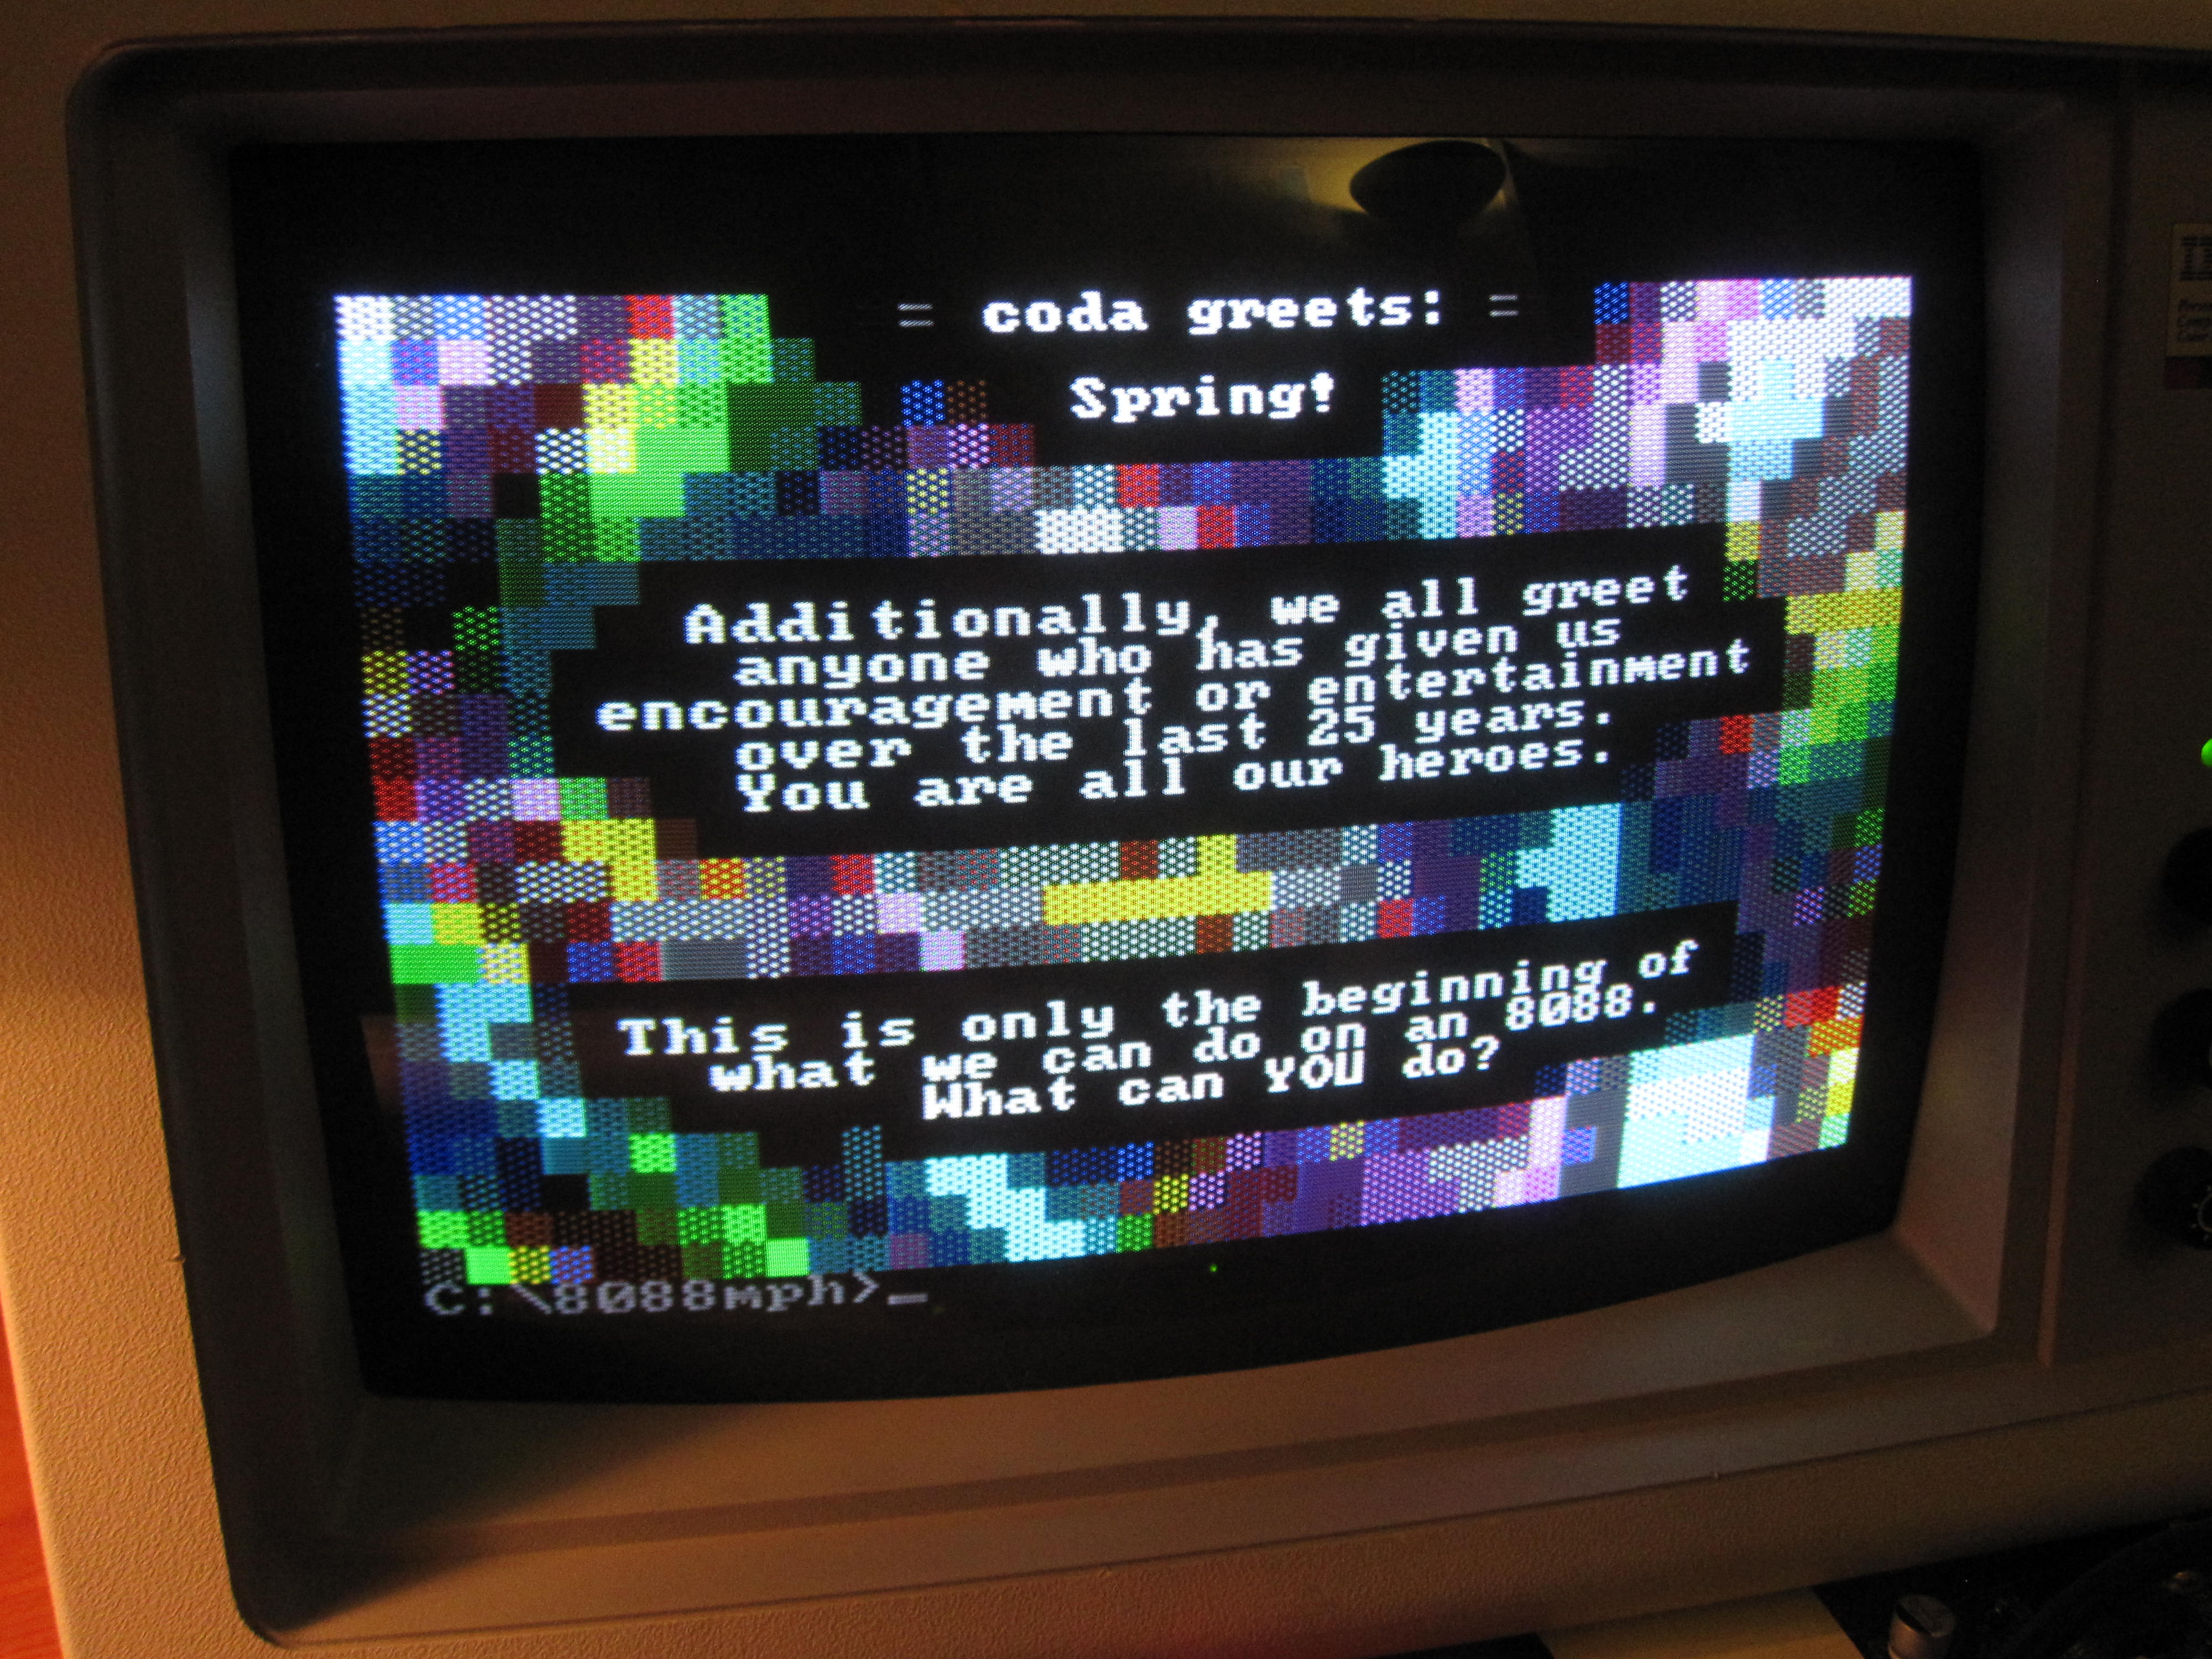 = coda greets: =
Spring!
Additionally, we all greet
anyone who has given us
encouragement or entertainment
over the last 25 years.
You are all our heroes.
This is only the beginning of
what we can do on an 8088.
What can YOU do?
C:\8088mph>_